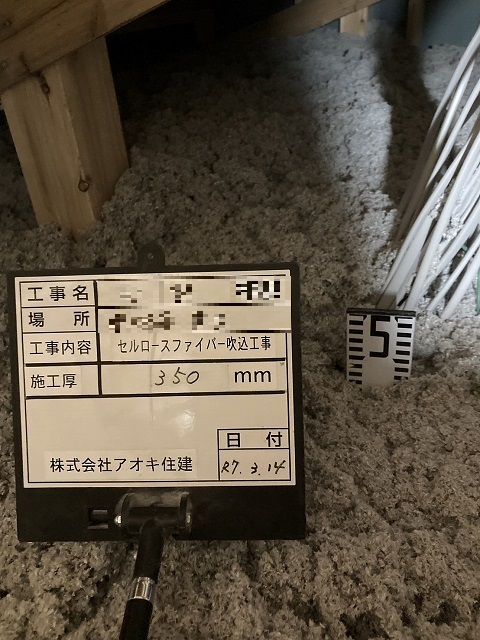 工事名
場 所
工事内容 セルロースファイバー吹込工事
施工厚 350 mm
日 付
株式会社アオキ住建 R7.3.14
5